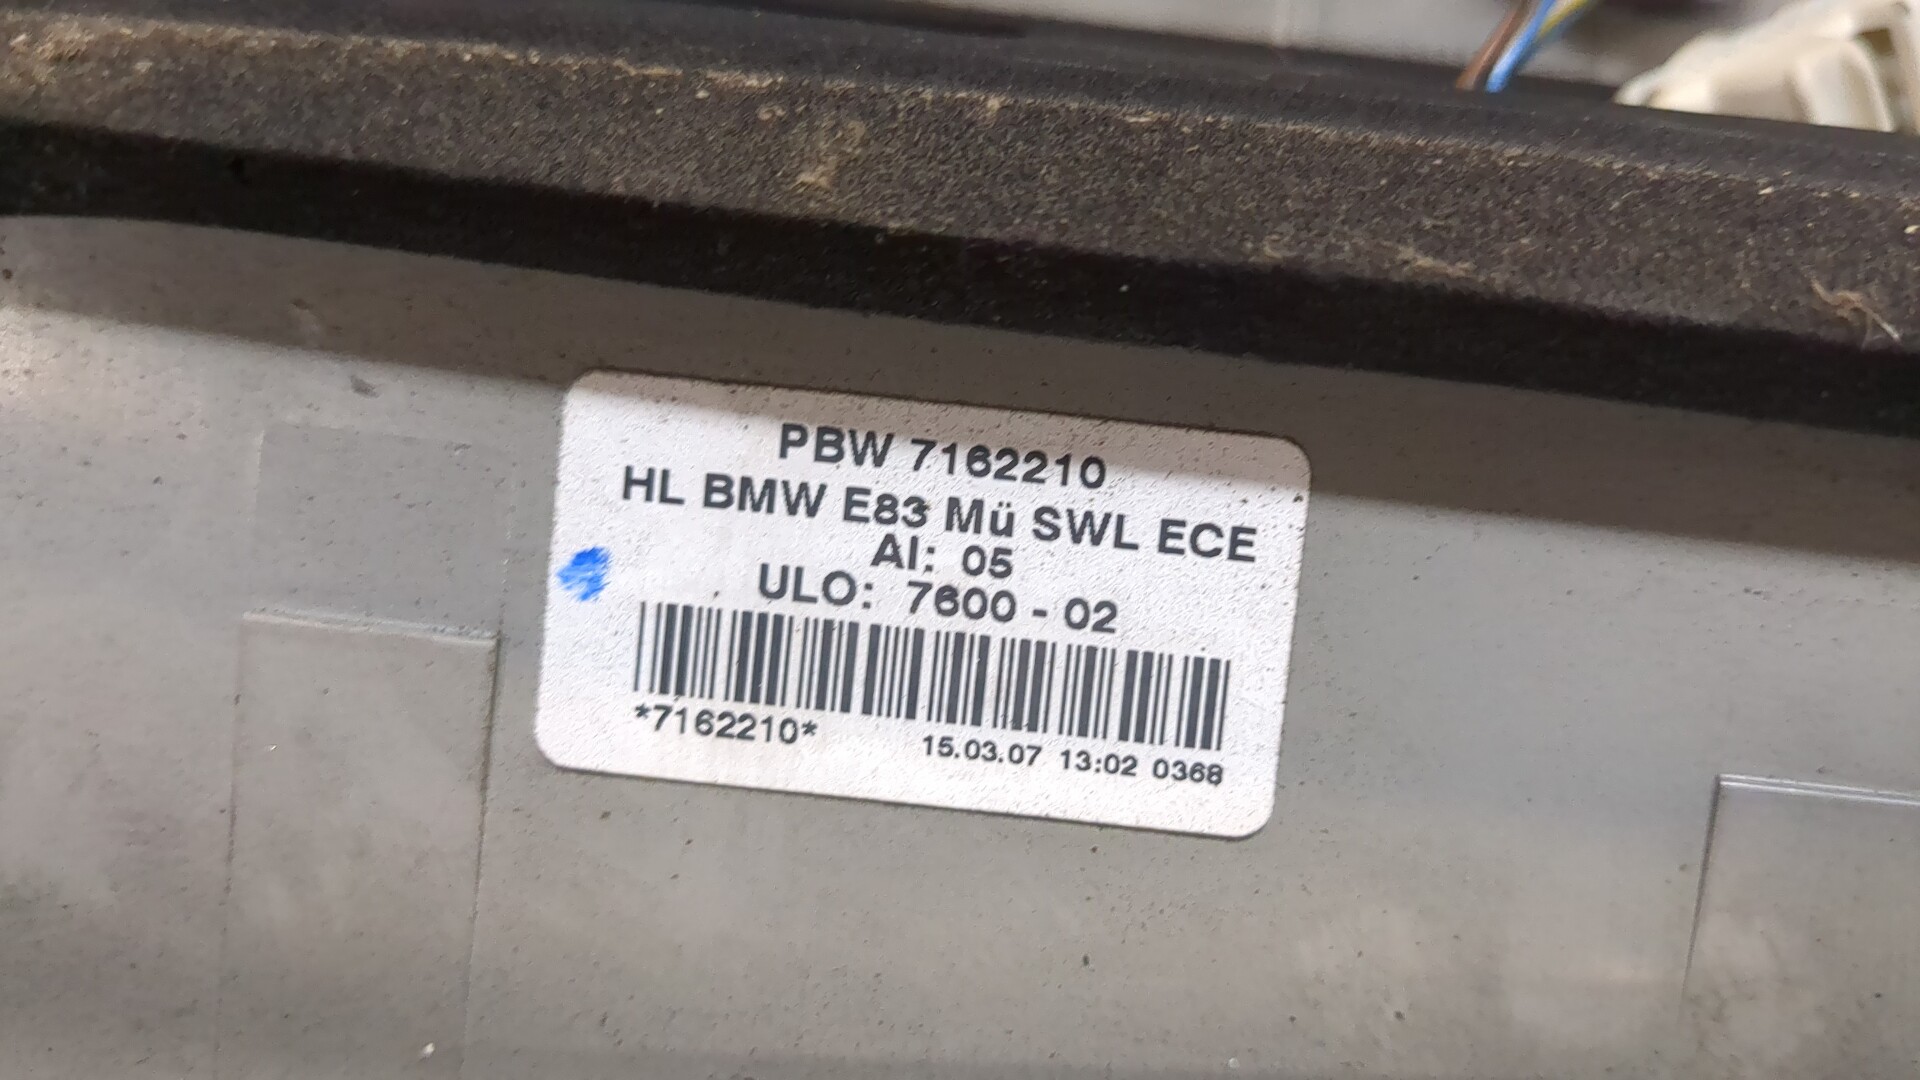 PBW 7162210
HL BMW E83 Mü SWL ECE
AI: 05
ULO: 7600 - 02
*7162210*
15.03.07 13:02 0368